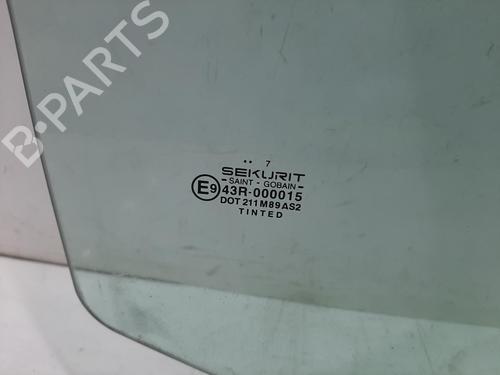 B-PARTS
.. 7
SEKURIT
- SAINT - GOBAIN -
E9 43R-000015
DOT 211 M89 AS2
TINTED